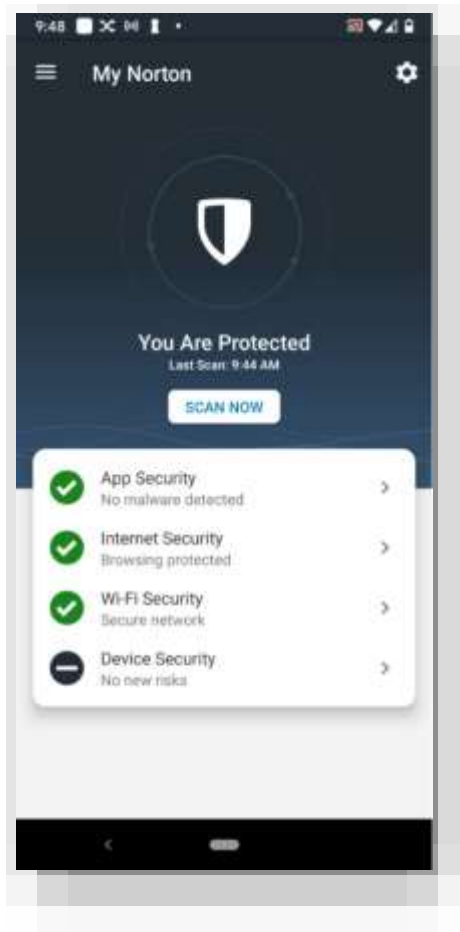 9:48
My Norton
You Are Protected
Last Scan: 9:44 AM
SCAN NOW
App Security
No malware detected
Internet Security
Browsing protected
Wi-Fi Security
Secure network
Device Security
No new risks